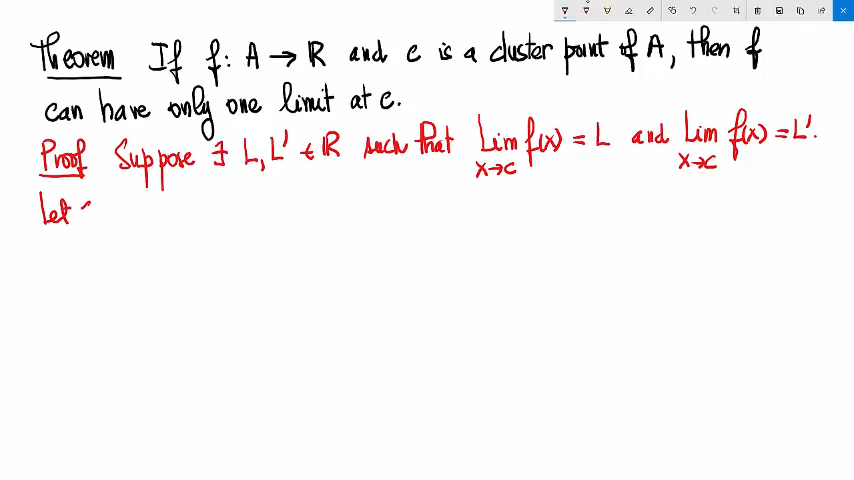 Theorem If f: A → ℝ and c is a cluster point of A, then f
can have only one limit at c.
Proof Suppose ∃ L, L' ∈ ℝ such that Lim x→c f(x) = L and Lim x→c f(x) = L'.
Let